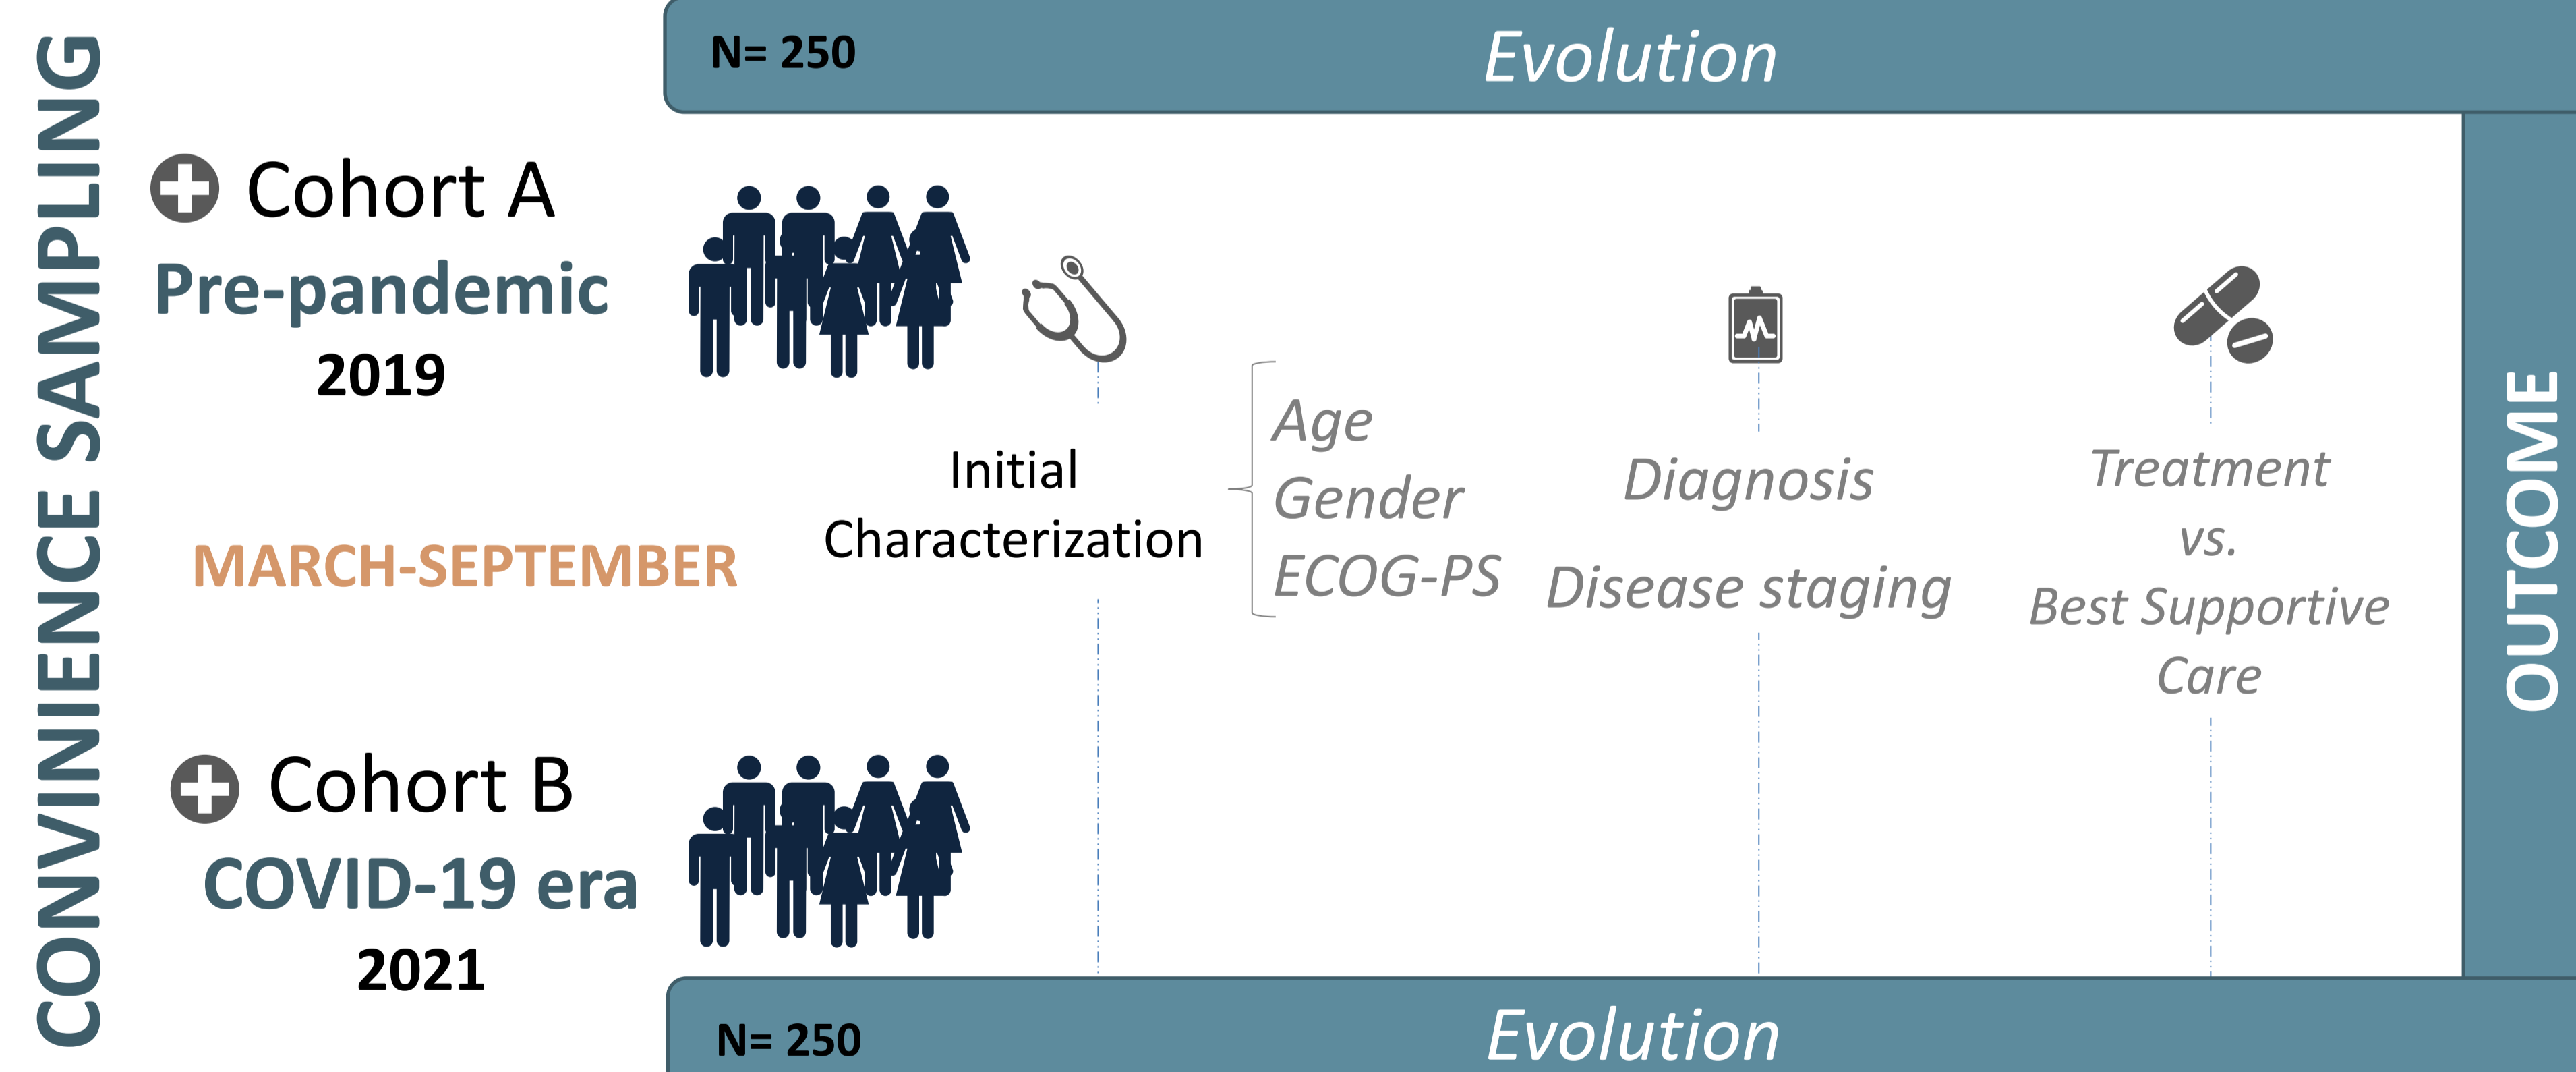 CONVINIENCE SAMPLING
N= 250
Evolution
Cohort A
Pre-pandemic
2019
MARCH-SEPTEMBER
Initial
Characterization
Age
Gender
ECOG-PS
Diagnosis
Disease staging
Treatment
vs.
Best Supportive
Care
OUTCOME
Cohort B
COVID-19 era
2021
N= 250
Evolution